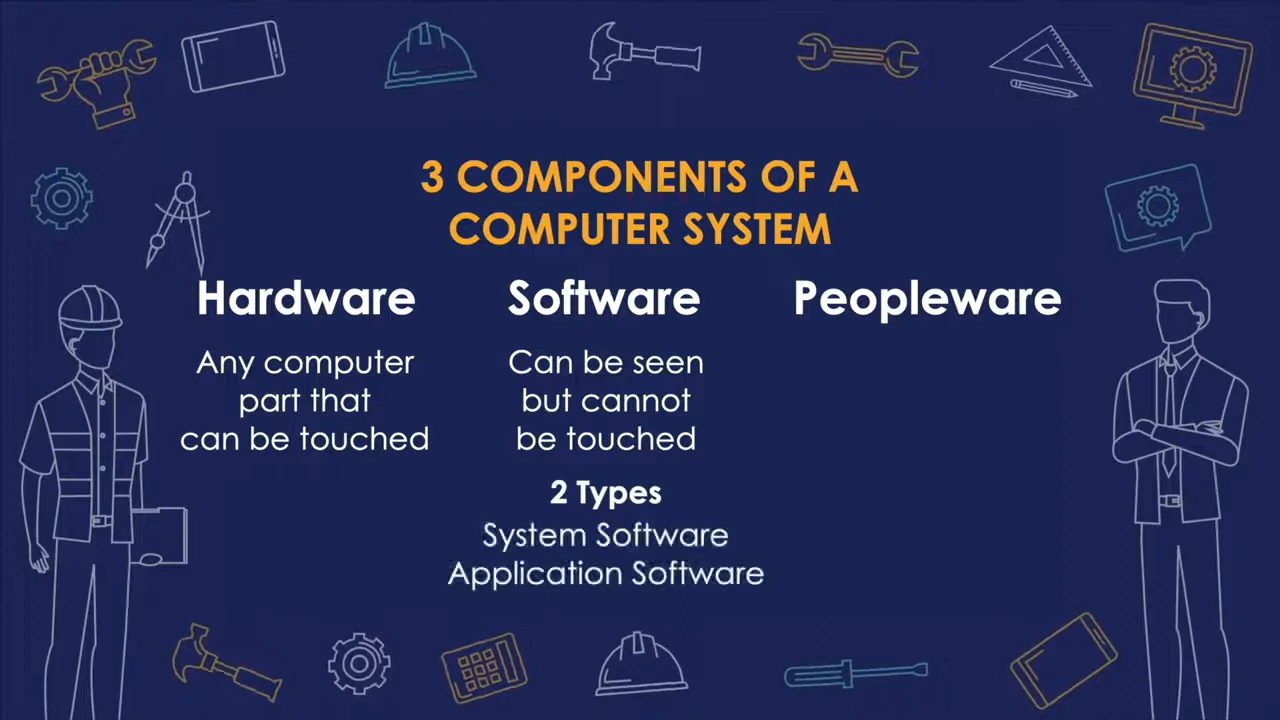 3 COMPONENTS OF A
COMPUTER SYSTEM
Hardware
Any computer
part that
can be touched
Software
Can be seen
but cannot
be touched
2 Types
System Software
Application Software
Peopleware